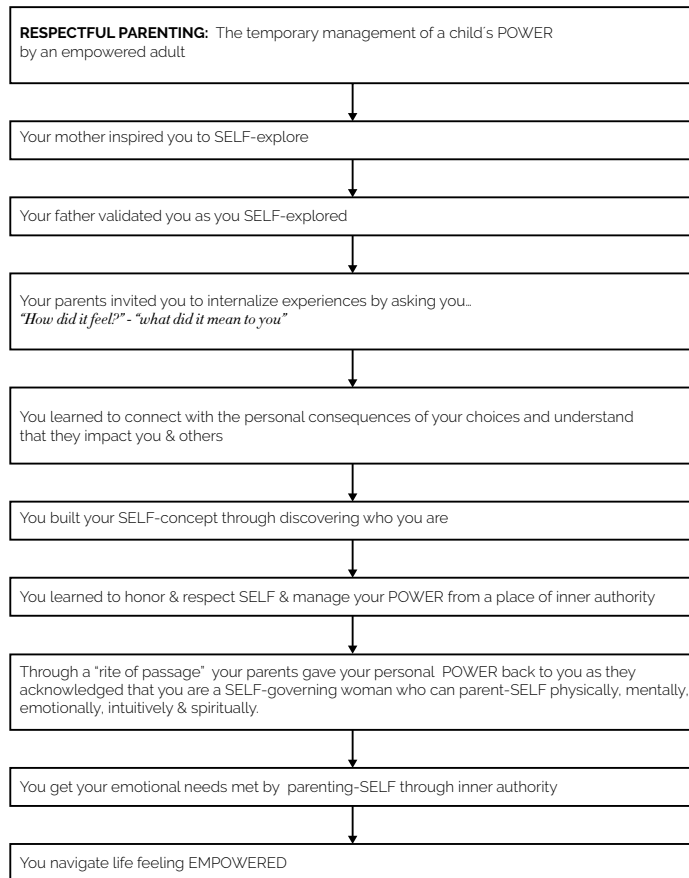 RESPECTFUL PARENTING: The temporary management of a child´s POWER
by an empowered adult
Your mother inspired you to SELF-explore
Your father validated you as you SELF-explored
Your parents invited you to internalize experiences by asking you…
“How did it feel?” - “what did it mean to you”
You learned to connect with the personal consequences of your choices and understand
that they impact you & others
You built your SELF-concept through discovering who you are
You learned to honor & respect SELF & manage your POWER from a place of inner authority
Through a “rite of passage” your parents gave your personal POWER back to you as they
acknowledged that you are a SELF-governing woman who can parent-SELF physically, mentally,
emotionally, intuitively & spiritually.
You get your emotional needs met by parenting-SELF through inner authority
You navigate life feeling EMPOWERED